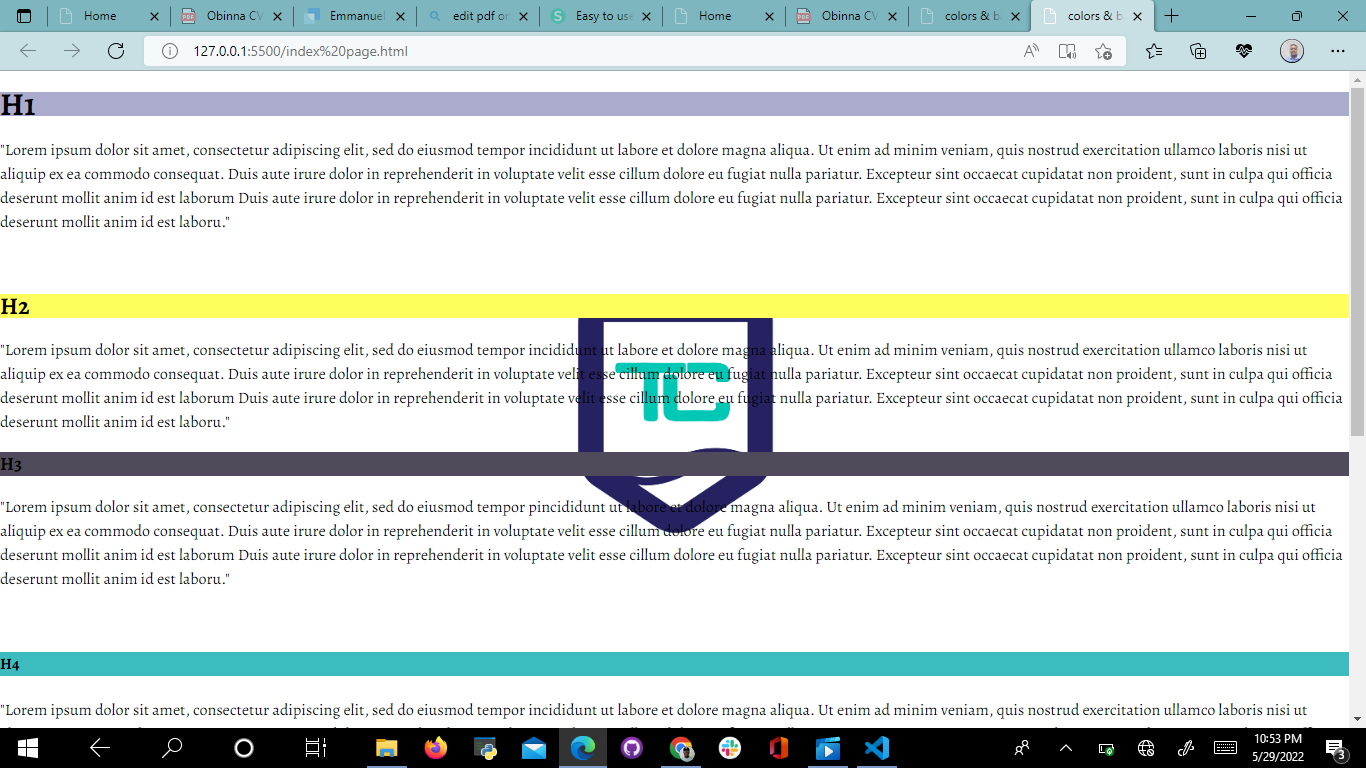 Home
Obinna CV
Emmanuel
edit pdf on
Easy to use
Home
Obinna CV
colors & b
colors & b
127.0.0.1:5500/index%20page.html
H1
"Lorem ipsum dolor sit amet, consectetur adipiscing elit, sed do eiusmod tempor incididunt ut labore et dolore magna aliqua. Ut enim ad minim veniam, quis nostrud exercitation ullamco laboris nisi ut
aliquip ex ea commodo consequat. Duis aute irure dolor in reprehenderit in voluptate velit esse cillum dolore eu fugiat nulla pariatur. Excepteur sint occaecat cupidatat non proident, sunt in culpa qui officia
deserunt mollit anim id est laborum Duis aute irure dolor in reprehenderit in voluptate velit esse cillum dolore eu fugiat nulla pariatur. Excepteur sint occaecat cupidatat non proident, sunt in culpa qui officia
deserunt mollit anim id est laboru."
H2
"Lorem ipsum dolor sit amet, consectetur adipiscing elit, sed do eiusmod tempor incididunt ut labore et dolore magna aliqua. Ut enim ad minim veniam, quis nostrud exercitation ullamco laboris nisi ut
aliquip ex ea commodo consequat. Duis aute irure dolor in reprehenderit in voluptate velit esse cillum dolore eu fugiat nulla pariatur. Excepteur sint occaecat cupidatat non proident, sunt in culpa qui officia
TC
deserunt mollit anim id est laborum Duis aute irure dolor in reprehenderit in voluptate velit esse cillum dolore eu fugiat nulla pariatur. Excepteur sint occaecat cupidatat non proident, sunt in culpa qui officia
deserunt mollit anim id est laboru."
H3
"Lorem ipsum dolor sit amet, consectetur adipiscing elit, sed do eiusmod tempor pincididunt ut labore et dolore magna aliqua. Ut enim ad minim veniam, quis nostrud exercitation ullamco laboris nisi ut
aliquip ex ea commodo consequat. Duis aute irure dolor in reprehenderit in voluptate velit esse cillum dolore eu fugiat nulla pariatur. Excepteur sint occaecat cupidatat non proident, sunt in culpa qui officia
deserunt mollit anim id est laborum Duis aute irure dolor in reprehenderit in voluptate velit esse cillum dolore eu fugiat nulla pariatur. Excepteur sint occaecat cupidatat non proident, sunt in culpa qui officia
deserunt mollit anim id est laboru."
H4
"Lorem ipsum dolor sit amet, consectetur adipiscing elit, sed do eiusmod tempor incididunt ut labore et dolore magna aliqua. Ut enim ad minim veniam, quis nostrud exercitation ullamco laboris nisi ut
10:53 PM
5/29/2022
3